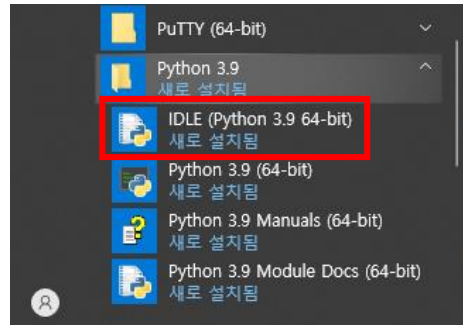 PuTTY (64-bit)
Python 3.9
새로 설치됨
IDLE (Python 3.9 64-bit)
새로 설치됨
Python 3.9 (64-bit)
새로 설치됨
Python 3.9 Manuals (64-bit)
새로 설치됨
Python 3.9 Module Docs (64-bit)
새로 설치됨